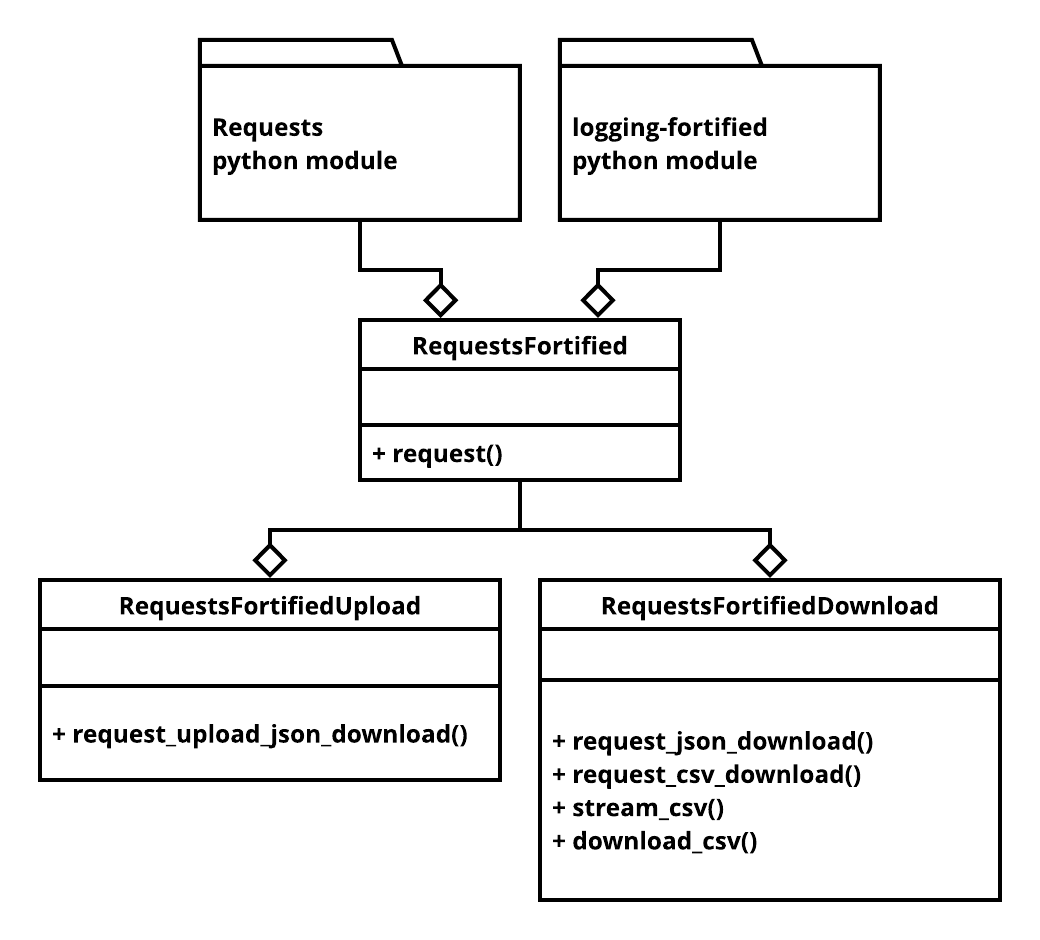 Requests
python module
logging-fortified
python module
RequestsFortified
+ request()
RequestsFortifiedUpload
+ request_upload_json_download()
RequestsFortifiedDownload
+ request_json_download()
+ request_csv_download()
+ stream_csv()
+ download_csv()